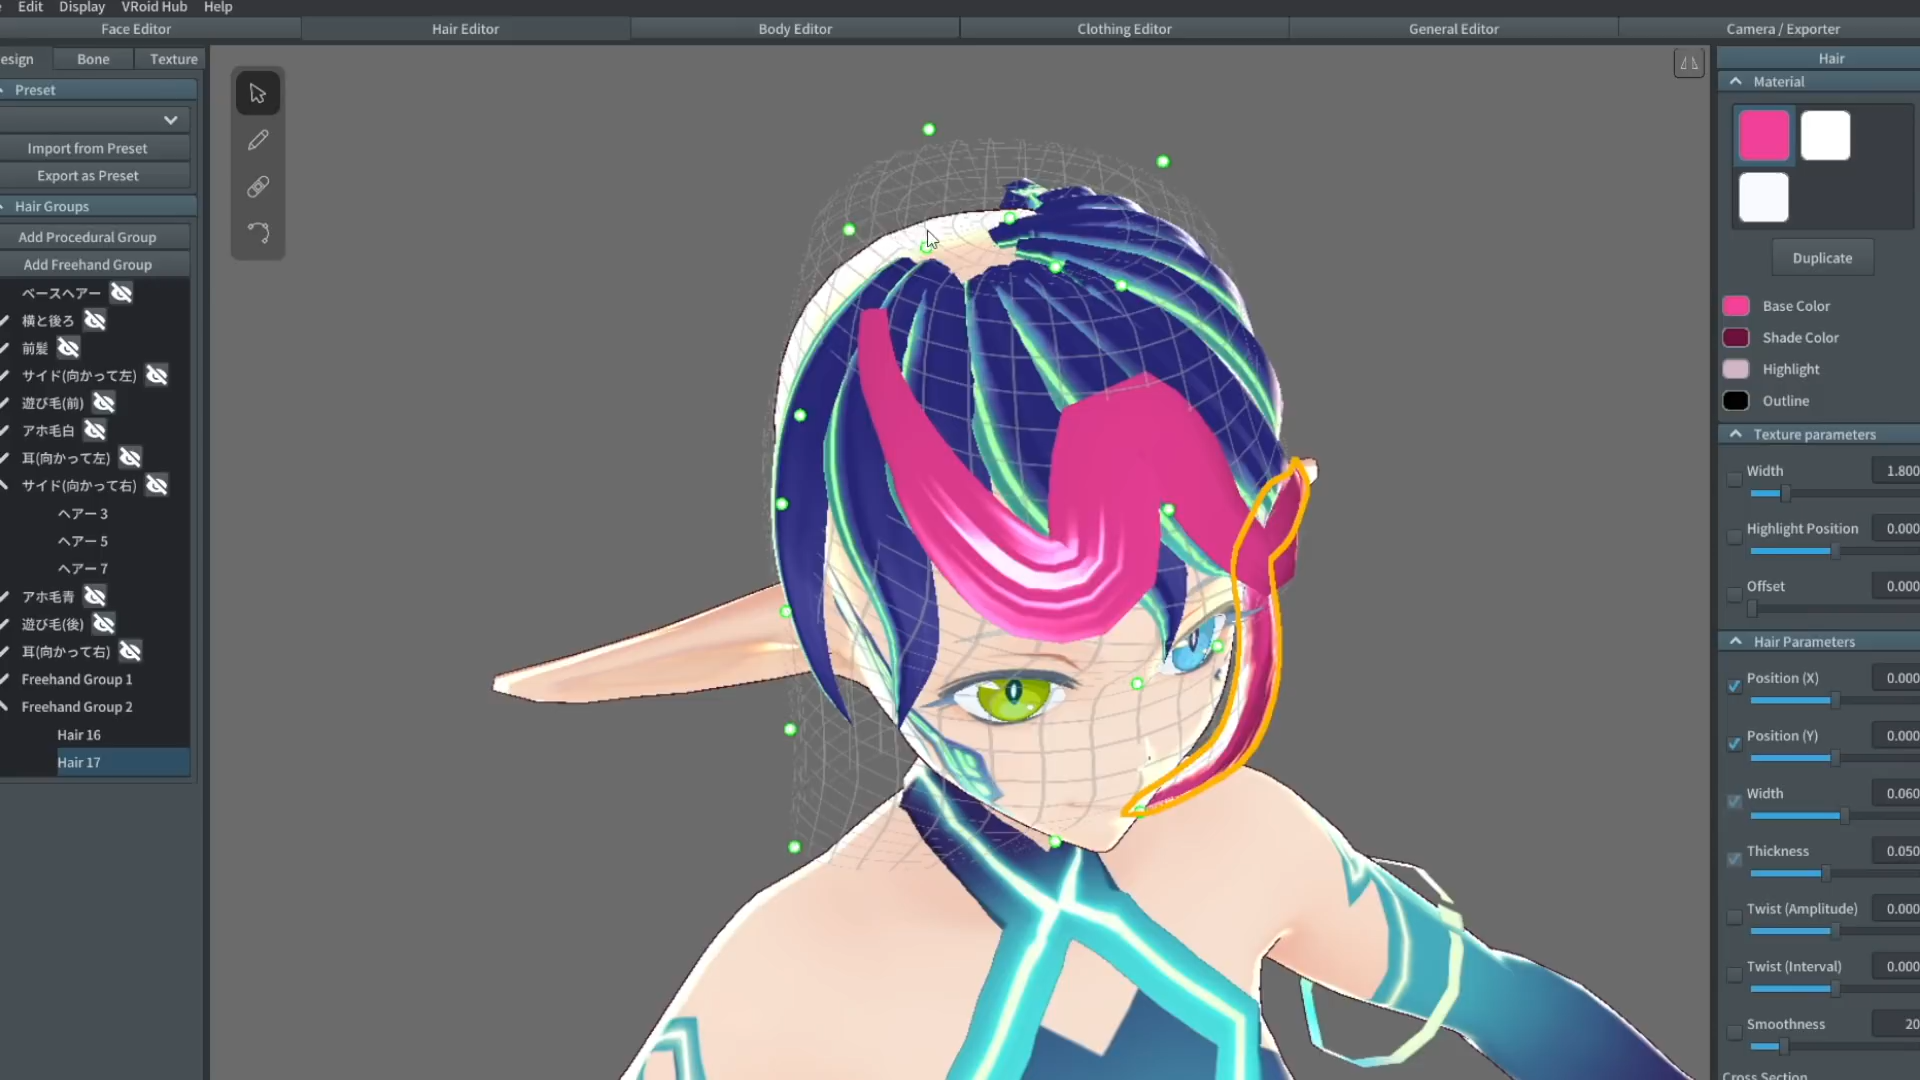 Edit Display VRoid Hub Help
Face Editor Hair Editor Body Editor Clothing Editor General Editor Camera / Exporter
esign Bone Texture
Preset
Import from Preset
Export as Preset
Hair Groups
Add Procedural Group
Add Freehand Group
ベースヘアー
横と後ろ
前髪
サイド(向かって左)
遊び毛(前)
アホ毛白
耳(向かって左)
サイド(向かって右)
ヘアー 3
ヘアー 5
ヘアー 7
アホ毛青
遊び毛(後)
耳(向かって右)
Freehand Group 1
Freehand Group 2
Hair 16
Hair 17
Hair
Material
Duplicate
Base Color
Shade Color
Highlight
Outline
Texture parameters
Width 1.800
Highlight Position 0.000
Offset 0.000
Hair Parameters
Position (X) 0.000
Position (Y) 0.000
Width 0.060
Thickness 0.050
Twist (Amplitude) 0.000
Twist (Interval) 0.000
Smoothness 20
Cross Section